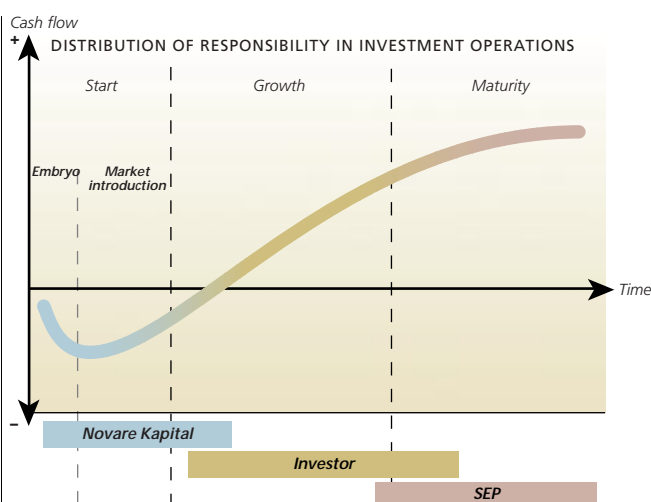 Cash flow
+
DISTRIBUTION OF RESPONSIBILITY IN INVESTMENT OPERATIONS
Start Growth Maturity
Embryo Market
introduction
Time
–
Novare Kapital
Investor
SEP